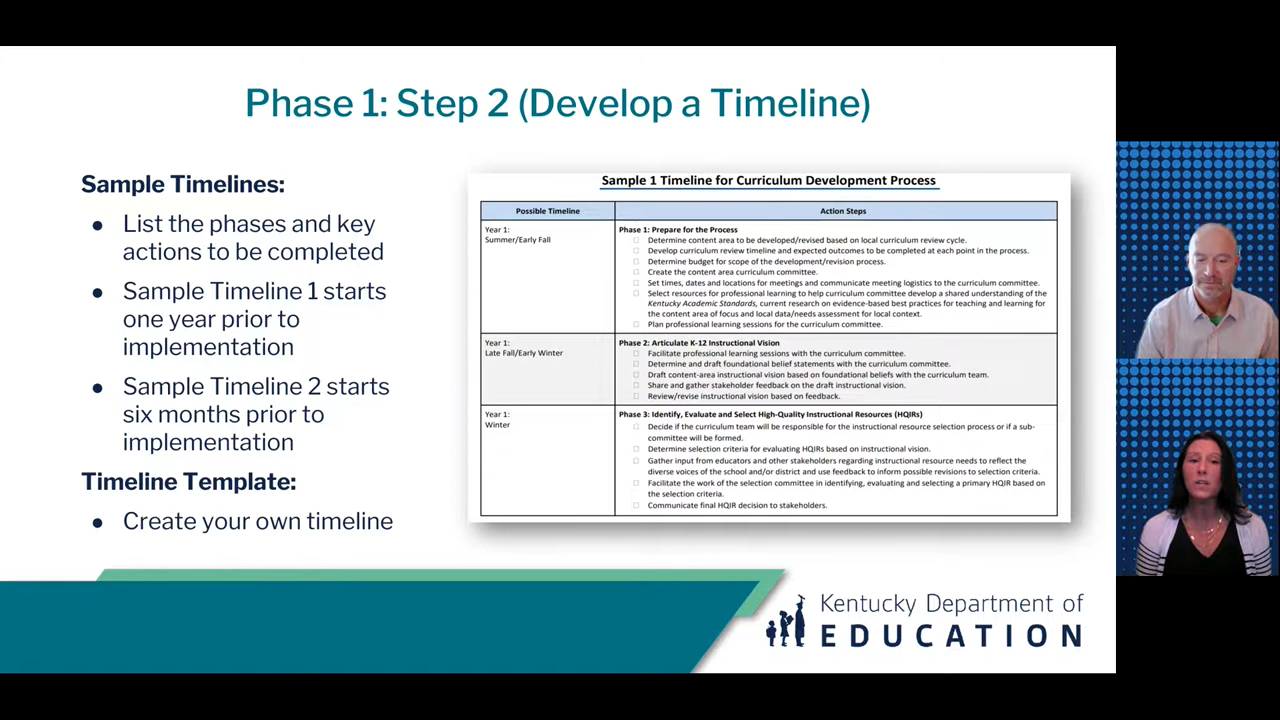 Phase 1: Step 2 (Develop a Timeline)
Sample Timelines:
● List the phases and key
actions to be completed
● Sample Timeline 1 starts
one year prior to
implementation
● Sample Timeline 2 starts
six months prior to
implementation
Timeline Template:
● Create your own timeline
Sample 1 Timeline for Curriculum Development Process
Possible Timeline
Action Steps
Year 1:
Summer/Early Fall
Phase 1: Prepare for the Process
□ Determine content area to be developed/revised based on local curriculum review cycle.
□ Develop curriculum review timeline and expected outcomes to be completed at each point in the process.
□ Determine budget for scope of the development/revision process.
□ Create the content area curriculum committee.
□ Set times, dates and locations for meetings and communicate meeting logistics to the curriculum committee.
□ Select resources for professional learning to help curriculum committee develop a shared understanding of the
Kentucky Academic Standards, current research on evidence-based best practices for teaching and learning for
the content area of focus and local data/needs assessment for local context.
□ Plan professional learning sessions for the curriculum committee.
Year 1:
Late Fall/Early Winter
Phase 2: Articulate K-12 Instructional Vision
□ Facilitate professional learning sessions with the curriculum committee.
□ Determine and draft foundational belief statements with the curriculum committee.
□ Draft content-area instructional vision based on foundational beliefs with the curriculum team.
□ Share and gather stakeholder feedback on the draft instructional vision.
□ Review/revise instructional vision based on feedback.
Year 1:
Winter
Phase 3: Identify, Evaluate and Select High-Quality Instructional Resources (HQIRs)
□ Decide if the curriculum team will be responsible for the instructional resource selection process or if a sub-
committee will be formed.
□ Determine selection criteria for evaluating HQIRs based on instructional vision.
□ Gather input from educators and other stakeholders regarding instructional resource needs to reflect the
diverse voices of the school and/or district and use feedback to inform possible revisions to selection criteria.
□ Facilitate the work of the selection committee in identifying, evaluating and selecting a primary HQIR based on
the selection criteria.
□ Communicate final HQIR decision to stakeholders.
Kentucky Department of
EDUCATION